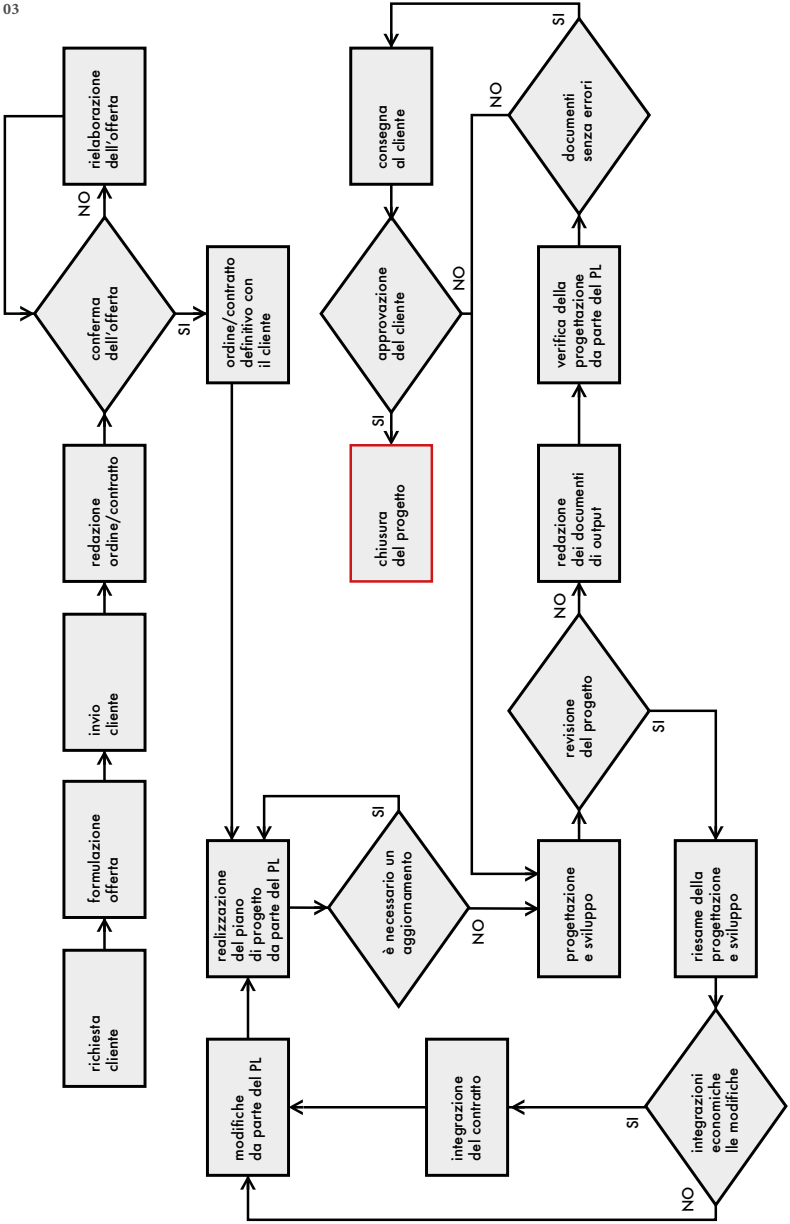 03
richiesta
cliente
formulazione
offerta
invio
cliente
redazione
ordine/contratto
conferma
dell'offerta
NO
rielaborazione
dell'offerta
SI
ordine/contratto
definitivo con
il cliente
modifiche
da parte del PL
realizzazione
del piano
di progetto
da parte del PL
SI
è necessario un
aggiornamento
NO
chiusura
del progetto
SI
approvazione
del cliente
NO
consegna
al cliente
SI
integrazione
del contratto
progettazione
e sviluppo
revisione
del progetto
NO
SI
redazione
dei documenti
di output
verifica della
progettazione
da parte del PL
documenti
senza errori
NO
NO
integrazioni
economiche
lle modifiche
SI
riesame della
progettazione
e sviluppo